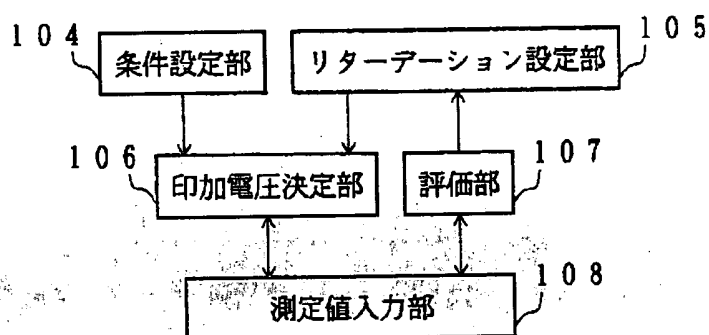 104
条件設定部
リターデーション設定部
105
106
印加電圧決定部
評価部
107
測定値入力部
108